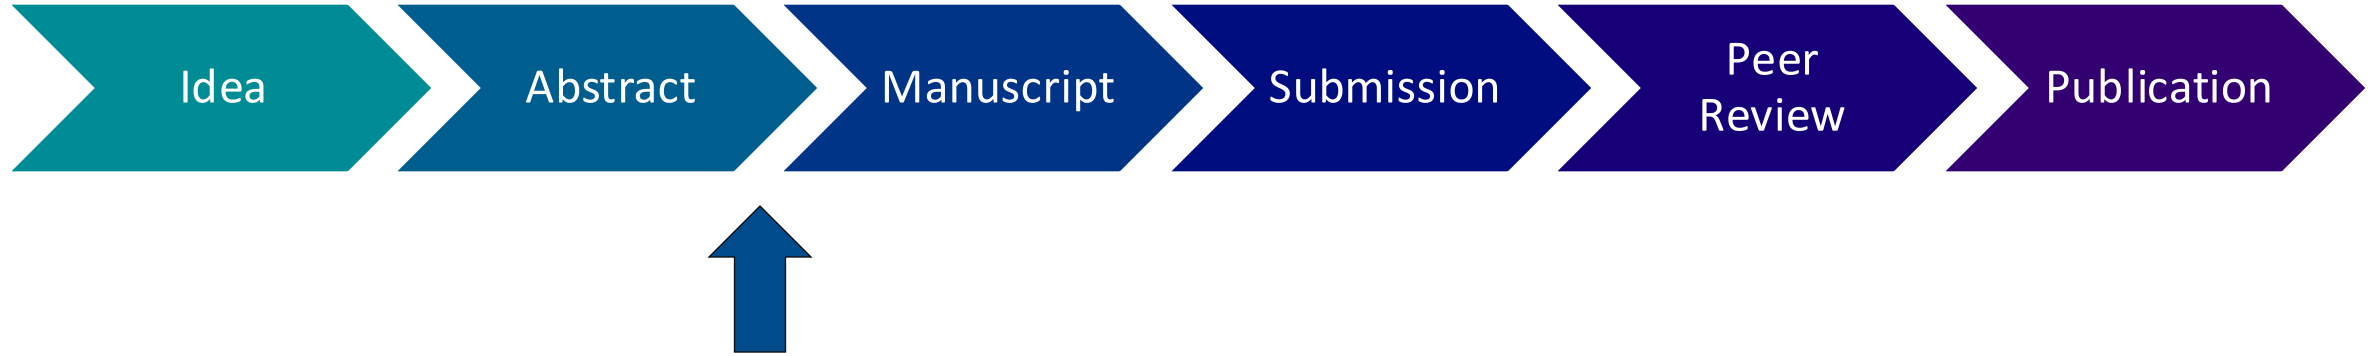 Idea
Abstract
Manuscript
Submission
Peer
Review
Publication